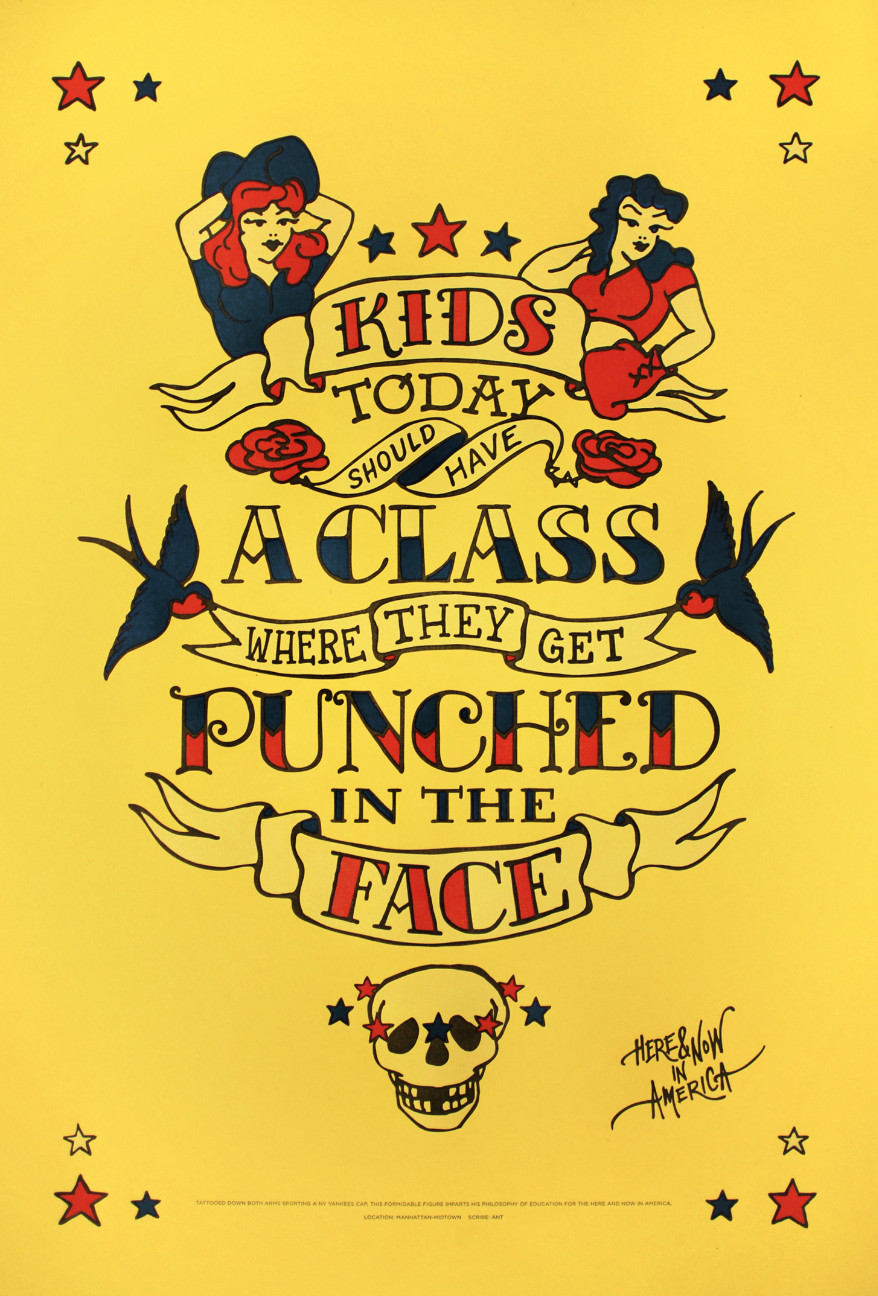 KIDS
TODAY
SHOULD HAVE
A CLASS
WHERE THEY GET
PUNCHED
IN THE
FACE
HERE & NOW
IN
AMERICA
TATTOOED DOWN BOTH ARMS SPORTING A NY YANKEES CAP, THIS FORMIDABLE FIGURE IMPARTS HIS PHILOSOPHY OF EDUCATION FOR THE HERE AND NOW IN AMERICA.
LOCATION: MANHATTAN-MIDTOWN SCRIBE: ANT